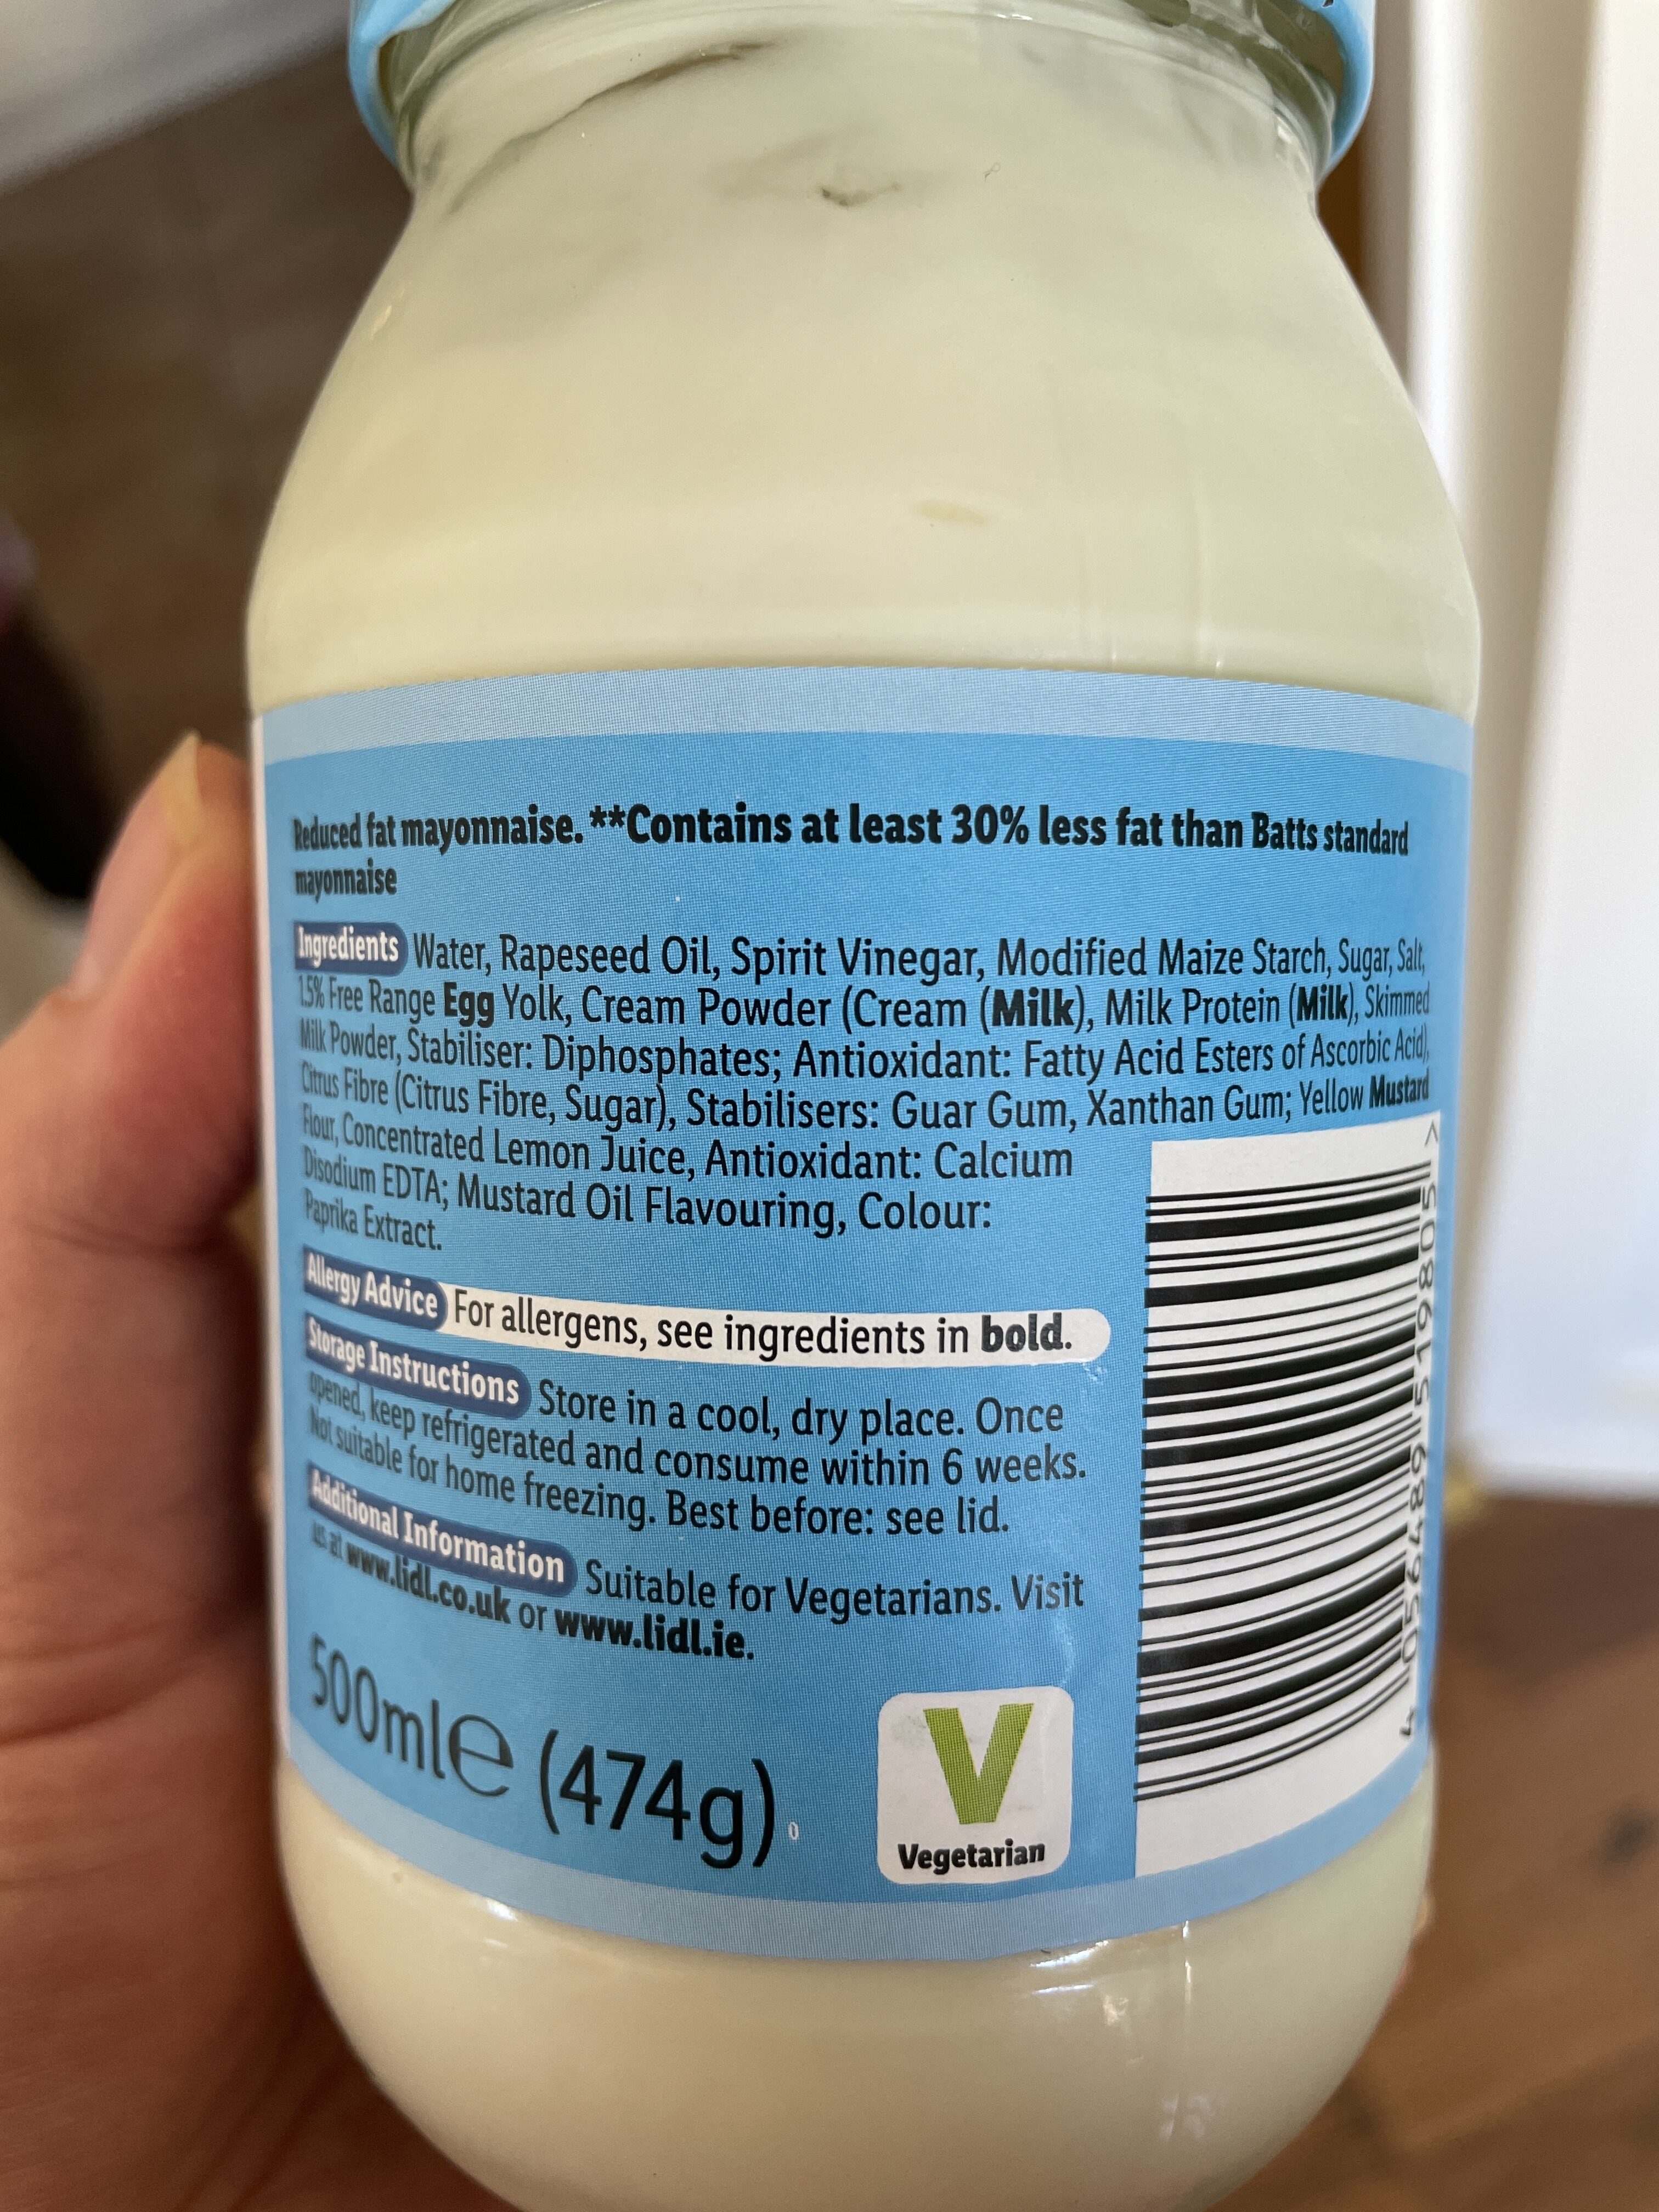 Reduced fat mayonnaise. **Contains at least 30% less fat than Batts standard
mayonnaise
Ingredients Water, Rapeseed Oil, Spirit Vinegar, Modified Maize Starch, Sugar, Salt,
1.5% Free Range Egg Yolk, Cream Powder (Cream (Milk), Milk Protein (Milk), Skimmed
Milk Powder, Stabiliser: Diphosphates; Antioxidant: Fatty Acid Esters of Ascorbic Acid),
Citrus Fibre (Citrus Fibre, Sugar), Stabilisers: Guar Gum, Xanthan Gum; Yellow Mustard
Flour, Concentrated Lemon Juice, Antioxidant: Calcium
Disodium EDTA; Mustard Oil Flavouring, Colour:
Paprika Extract.
Allergy Advice For allergens, see ingredients in bold.
Storage Instructions Store in a cool, dry place. Once
opened, keep refrigerated and consume within 6 weeks.
Not suitable for home freezing. Best before: see lid.
Additional Information Suitable for Vegetarians. Visit
us at www.lidl.co.uk or www.lidl.ie.
500ml℮ (474g)
V
Vegetarian
4 056489 519805 >